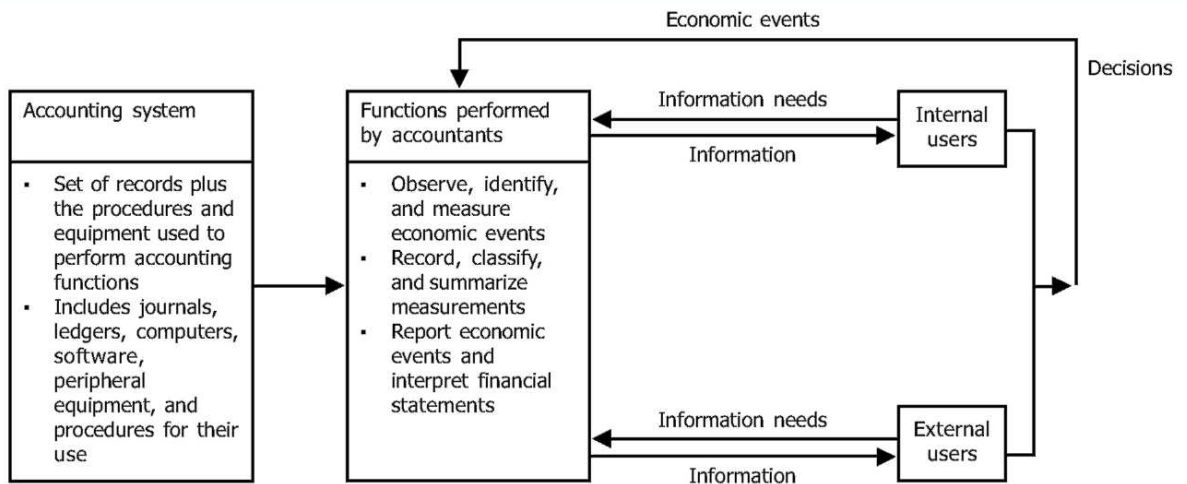 Economic events
Decisions
Accounting system
▪ Set of records plus
the procedures and
equipment used to
perform accounting
functions
▪ Includes journals,
ledgers, computers,
software,
peripheral
equipment, and
procedures for their
use
Functions performed
by accountants
▪ Observe, identify,
and measure
economic events
▪ Record, classify,
and summarize
measurements
▪ Report economic
events and
interpret financial
statements
Information needs
Information
Internal
users
Information needs
Information
External
users